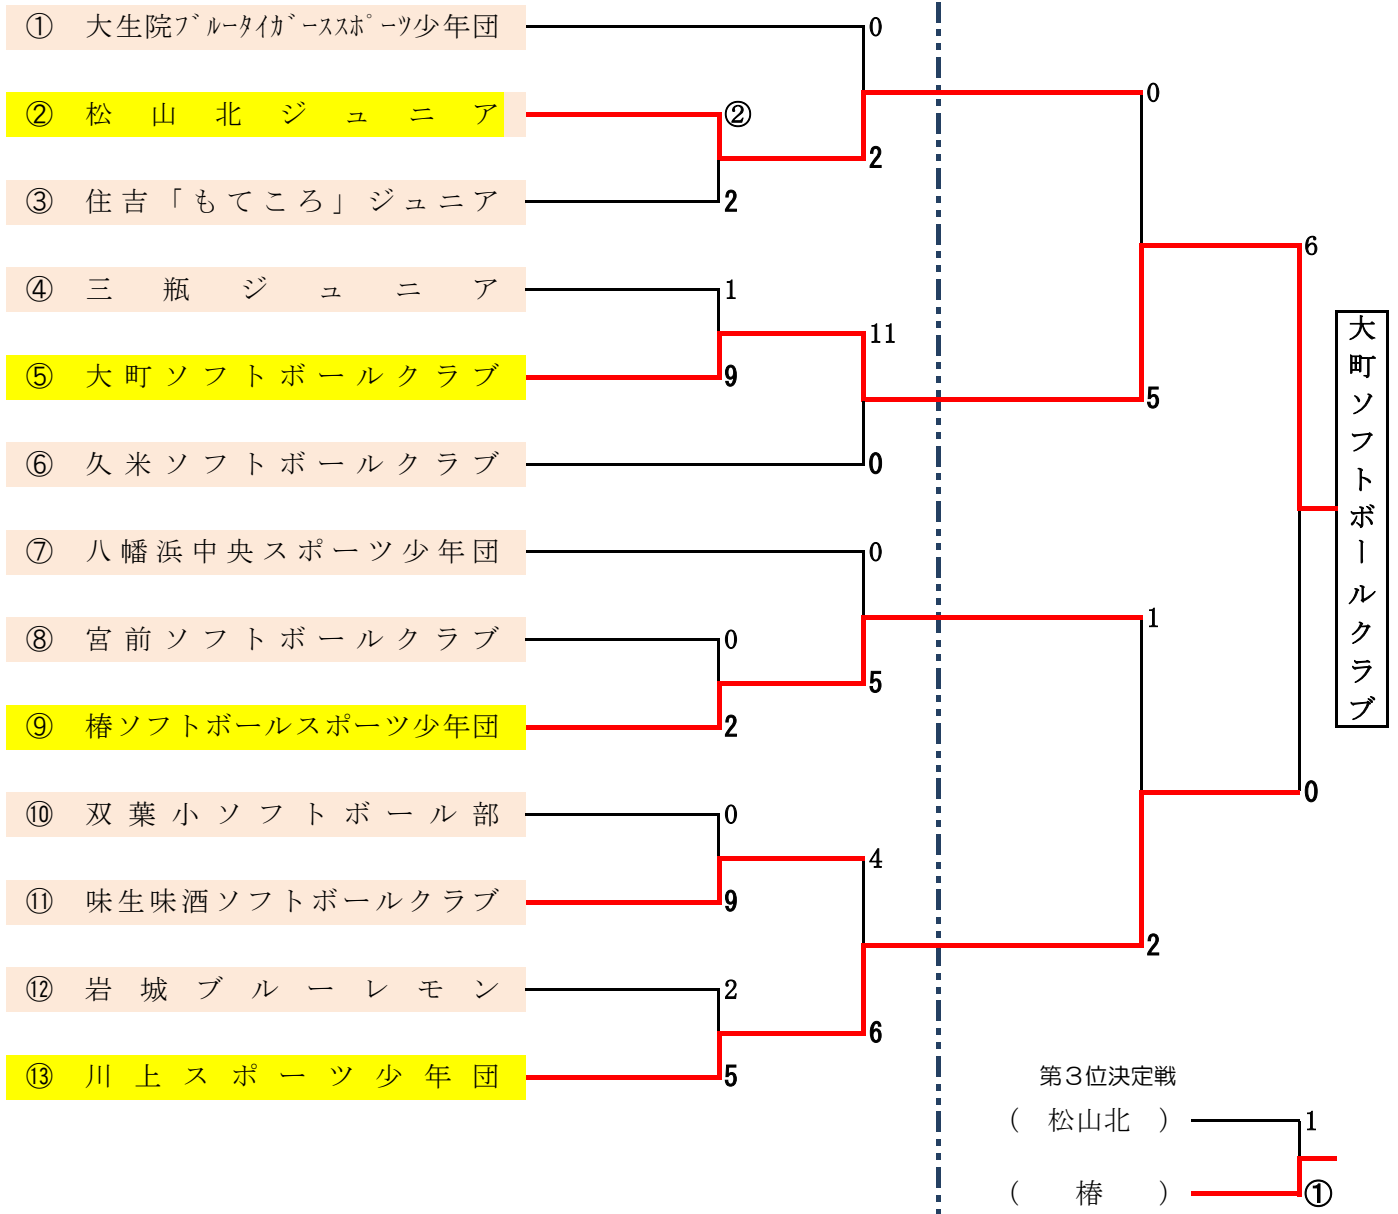 ① 大生院ﾌﾞﾙｰﾀｲｶﾞｰｽｽﾎﾟｰﾂ少年団
② 松山北ジュニア
③ 住吉「もてころ」ジュニア
④ 三瓶ジュニア
⑤ 大町ソフトボールクラブ
⑥ 久米ソフトボールクラブ
⑦ 八幡浜中央スポーツ少年団
⑧ 宮前ソフトボールクラブ
⑨ 椿ソフトボールスポーツ少年団
⑩ 双葉小ソフトボール部
⑪ 味生味酒ソフトボールクラブ
⑫ 岩城ブルーレモン
⑬ 川上スポーツ少年団
②
2
1
9
0
2
0
9
2
5
0
2
11
0
0
5
4
6
0
5
1
2
6
0
大町ソフトボールクラブ
第３位決定戦
（ 松山北 ）
1
（ 椿 ）
①